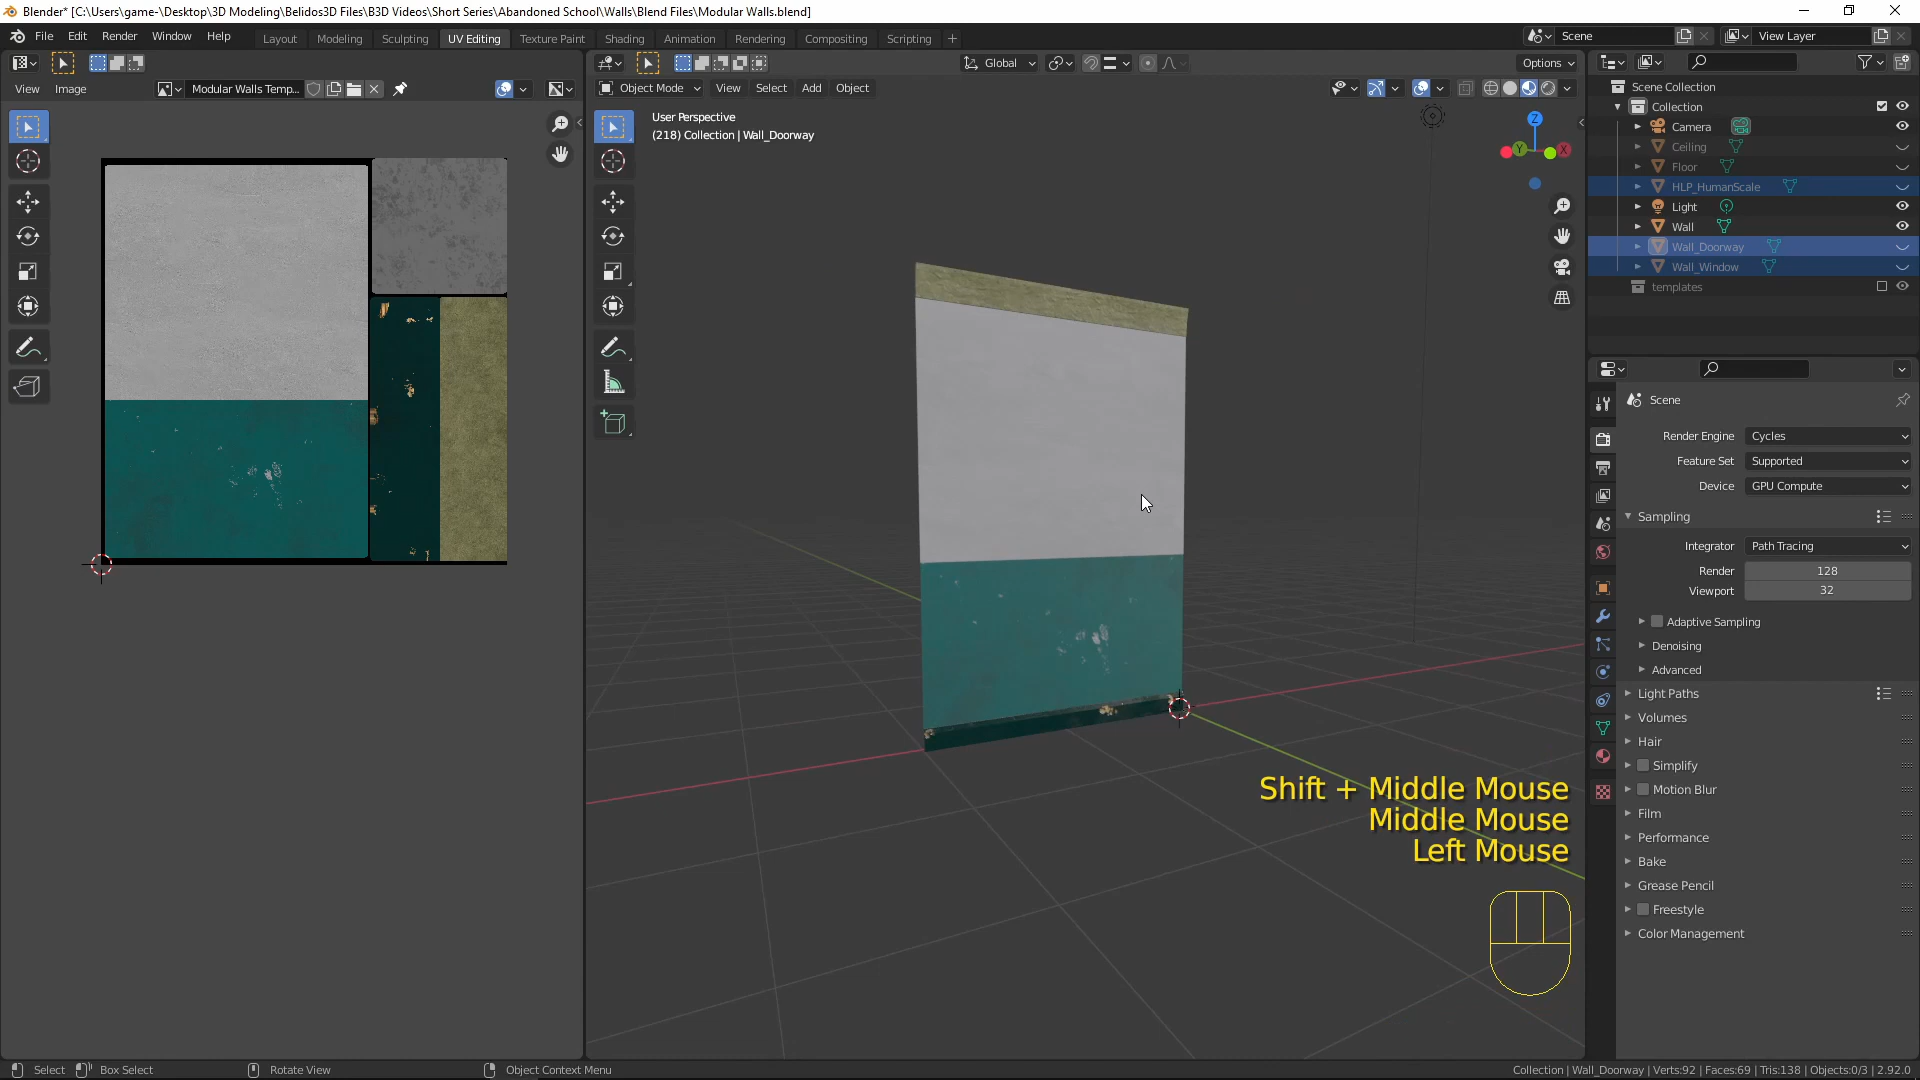 Blender* [C:\Users\game-\Desktop\3D Modeling\Belidos3D Files\B3D Videos\Short Series\Abandoned School\Walls\Blend Files\Modular Walls.blend]
File Edit Render Window Help
Layout Modeling Sculpting UV Editing Texture Paint Shading Animation Rendering Compositing Scripting +
Scene
View Layer
Global
Options
View Image
Modular Walls Temp...
Object Mode View Select Add Object
User Perspective
(218) Collection | Wall_Doorway
Z
Y
X
Scene Collection
Collection
Camera
Ceiling
Floor
HLP_HumanScale
Light
Wall
Wall_Doorway
Wall_Window
templates
Scene
Render Engine Cycles
Feature Set Supported
Device GPU Compute
Sampling
Integrator Path Tracing
Render 128
Viewport 32
Adaptive Sampling
Denoising
Advanced
Light Paths
Volumes
Hair
Simplify
Motion Blur
Film
Performance
Bake
Grease Pencil
Freestyle
Color Management
Shift + Middle Mouse
Middle Mouse
Left Mouse
Select Box Select Rotate View Object Context Menu
Collection | Wall_Doorway | Verts:92 | Faces:69 | Tris:138 | Objects:0/3 | 2.92.0